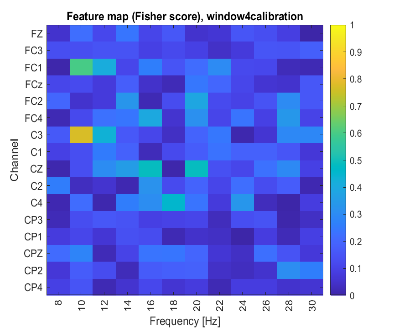 Feature map (Fisher score), window4calibration
FZ
FC3
FC1
FCz
FC2
FC4
C3
C1
CZ
C2
C4
CP3
CP1
CPZ
CP2
CP4
Channel
8 10 12 14 16 18 20 22 24 26 28 30
Frequency [Hz]
1
0.9
0.8
0.7
0.6
0.5
0.4
0.3
0.2
0.1
0